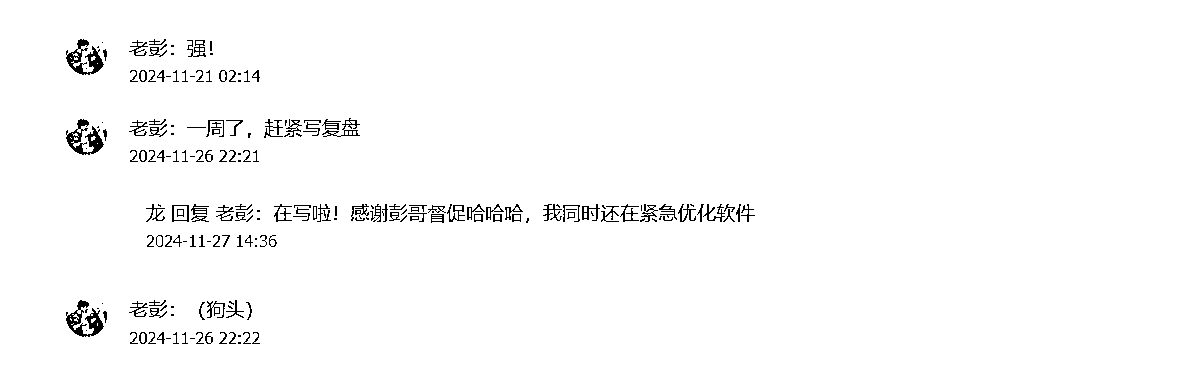 老彭：强！
2024-11-21 02:14
老彭：一周了，赶紧写复盘
2024-11-26 22:21
龙 回复 老彭：在写啦！感谢彭哥督促哈哈哈，我同时还在紧急优化软件
2024-11-27 14:36
老彭：（狗头）
2024-11-26 22:22